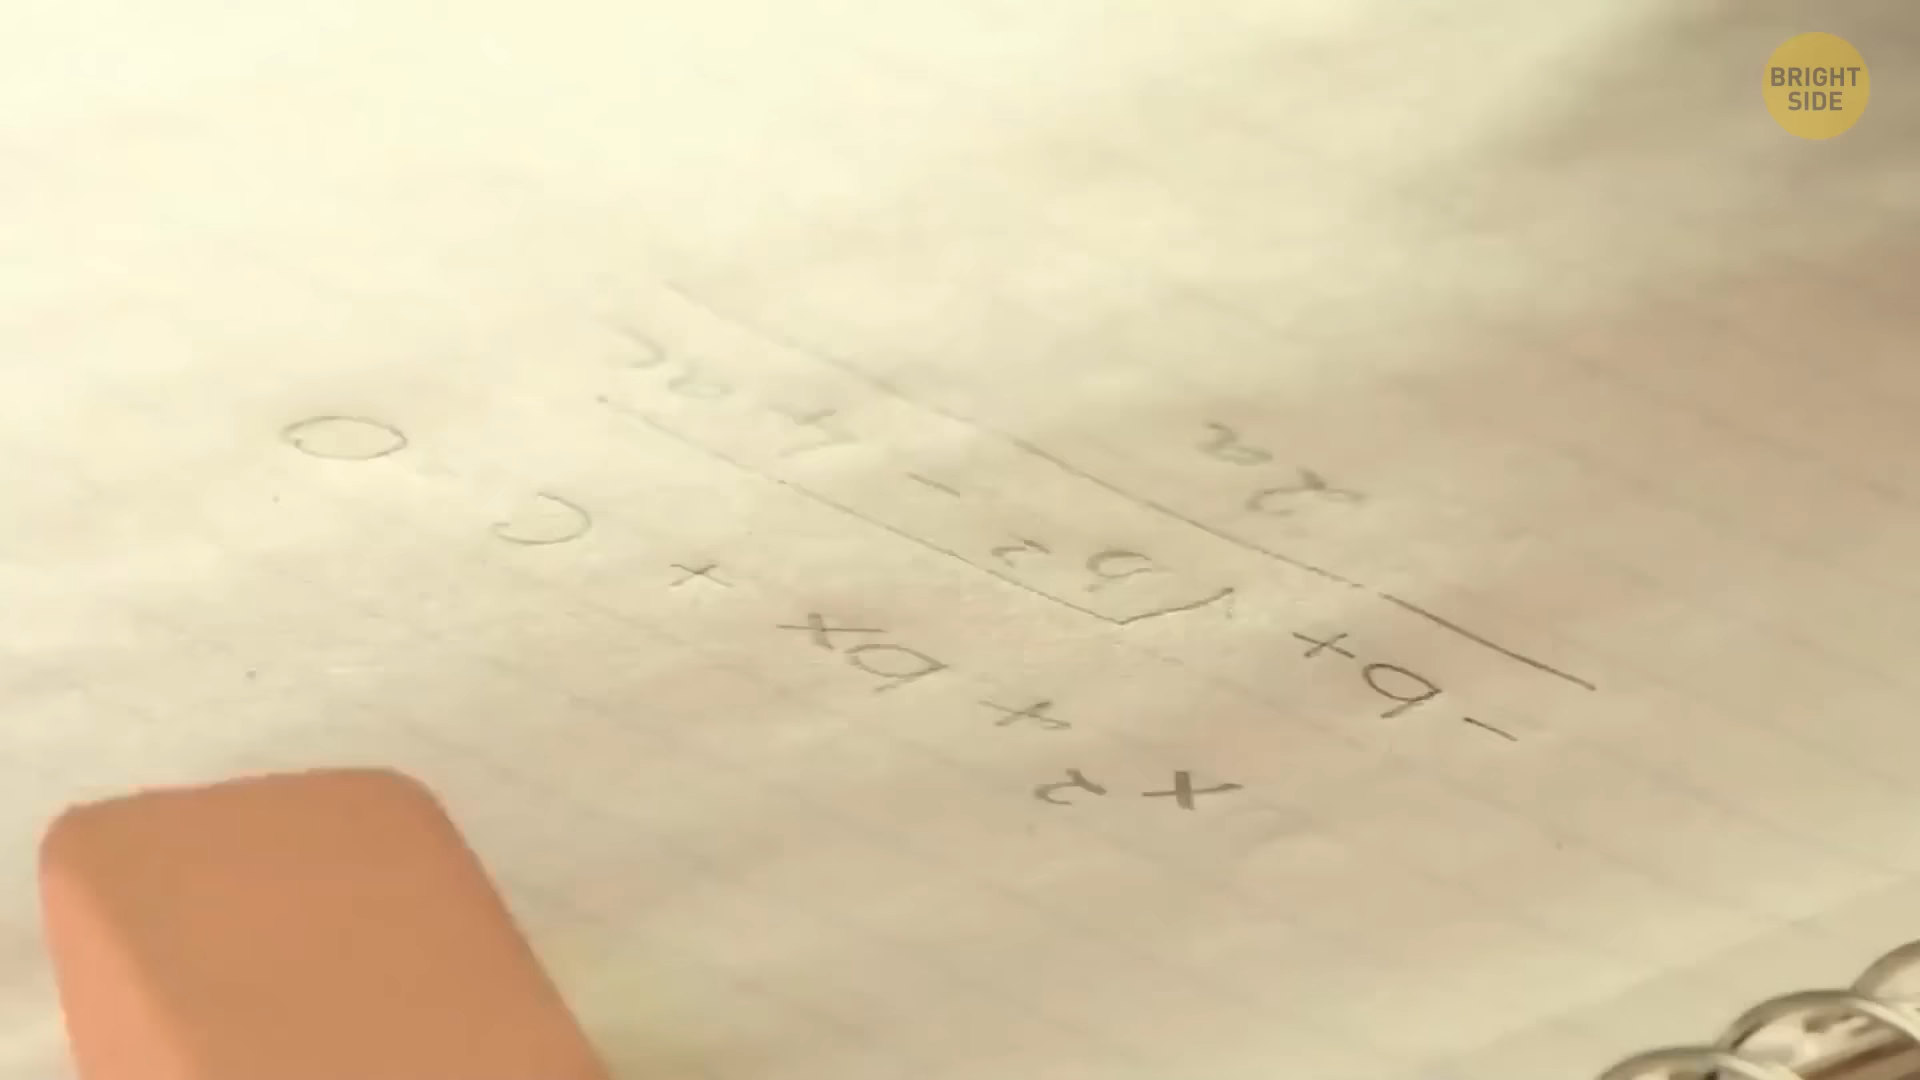 BRIGHT
SIDE
x² + bx + c 0
-b + √b² - 4ac
2a